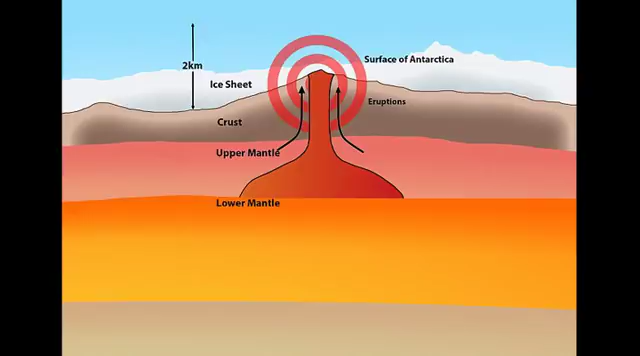 Surface of Antarctica
2km
Ice Sheet
Eruptions
Crust
Upper Mantle
Lower Mantle